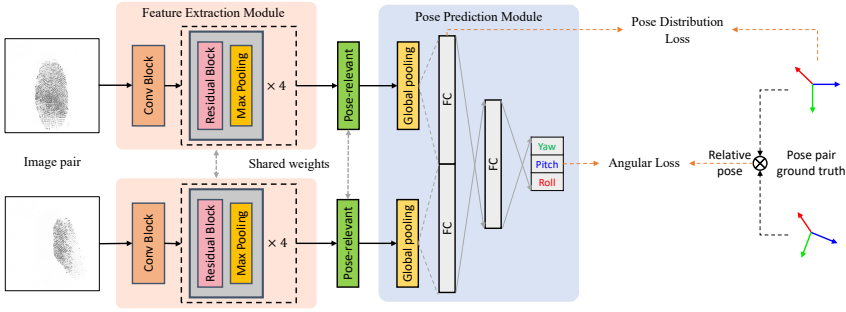 Feature Extraction Module
Pose Prediction Module
Pose Distribution
Loss
Conv Block
Residual Block
Max Pooling
× 4
Pose-relevant
Global pooling
FC
Image pair
Shared weights
FC
Yaw
Pitch
Roll
Angular Loss
Relative
pose
Pose pair
ground truth
Conv Block
Residual Block
Max Pooling
× 4
Pose-relevant
Global pooling
FC